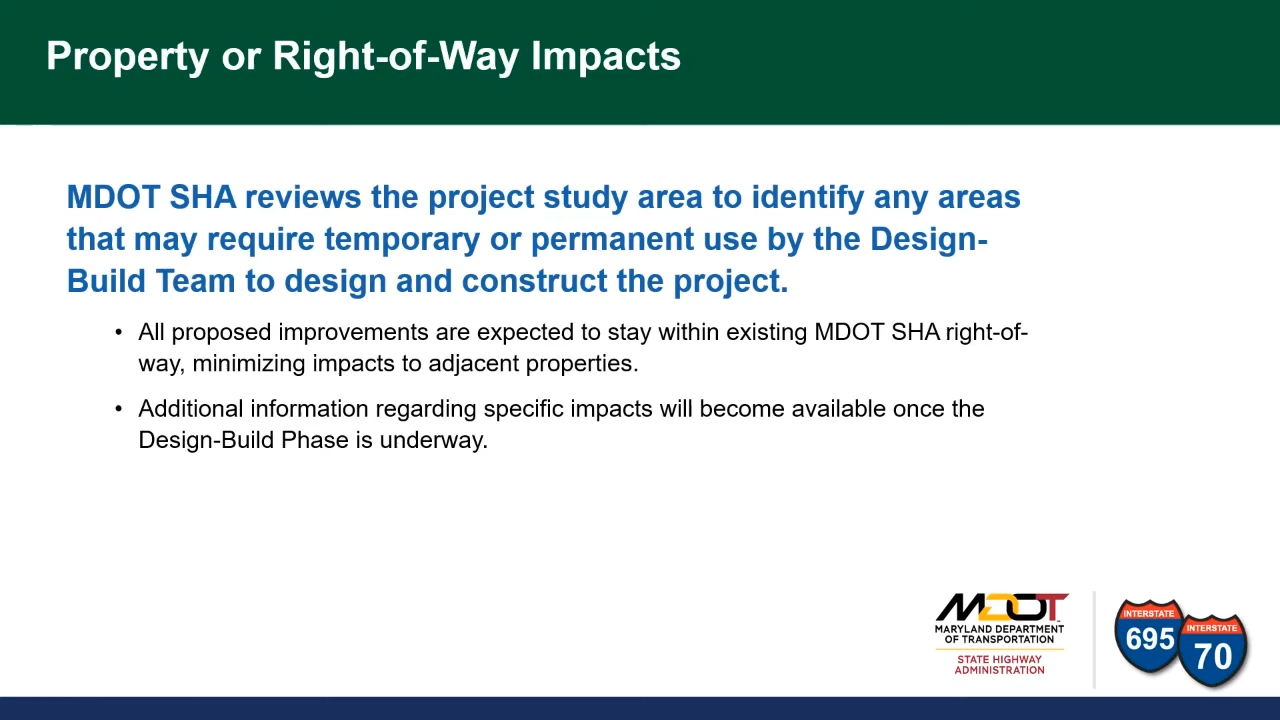 Property or Right-of-Way Impacts
MDOT SHA reviews the project study area to identify any areas
that may require temporary or permanent use by the Design-
Build Team to design and construct the project.
• All proposed improvements are expected to stay within existing MDOT SHA right-of-
way, minimizing impacts to adjacent properties.
• Additional information regarding specific impacts will become available once the
Design-Build Phase is underway.
MDOT
MARYLAND DEPARTMENT
OF TRANSPORTATION
STATE HIGHWAY
ADMINISTRATION
INTERSTATE
695
INTERSTATE
70